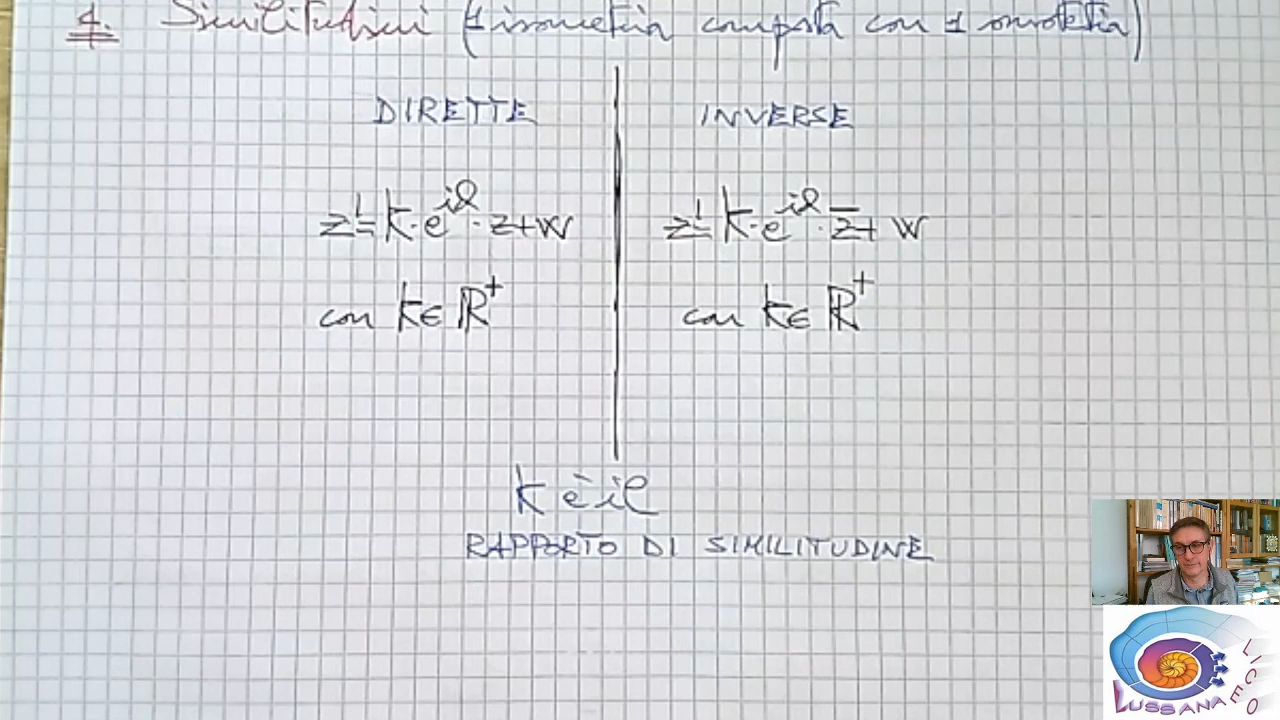 4. Similitudini (1 isometria composta con 1 omotetia)
DIRETTE
z' = k·e^{iθ}·z+w
con k∈ℝ⁺
INVERSE
z' = k·e^{iθ}·z̄+w
con k∈ℝ⁺
k è il
RAPPORTO DI SIMILITUDINE
LUSSANA
LICEO